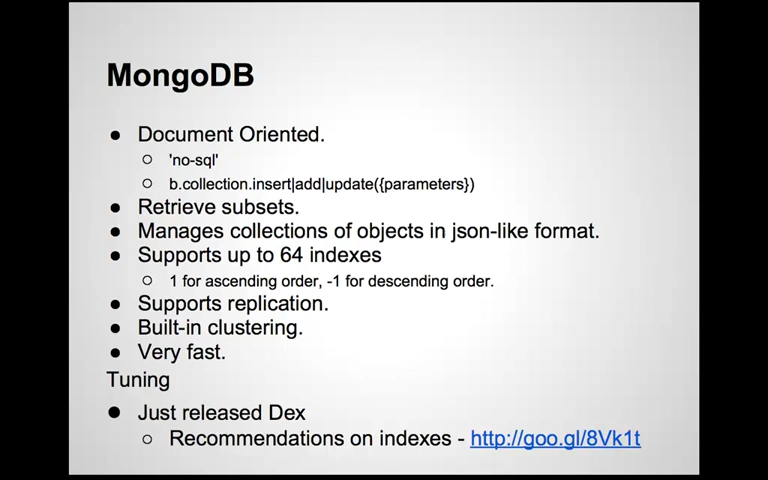 MongoDB
● Document Oriented.
○ 'no-sql'
○ b.collection.insert|add|update({parameters})
● Retrieve subsets.
● Manages collections of objects in json-like format.
● Supports up to 64 indexes
○ 1 for ascending order, -1 for descending order.
● Supports replication.
● Built-in clustering.
● Very fast.
Tuning
● Just released Dex
○ Recommendations on indexes - http://goo.gl/8Vk1t